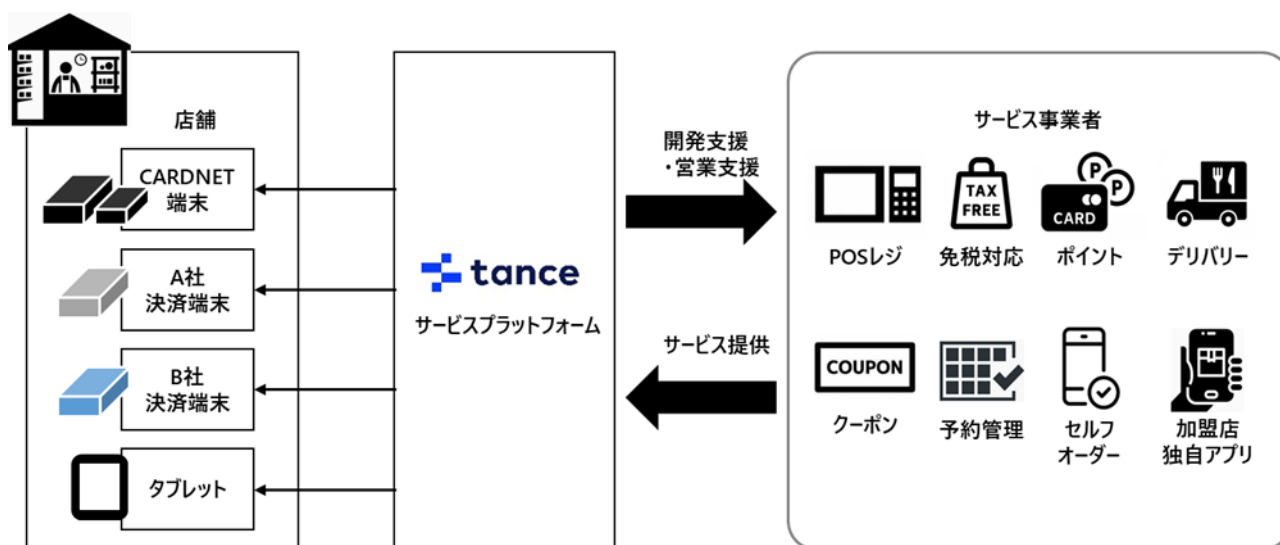 店舗
CARDNET
端末
A社
決済端末
B社
決済端末
タブレット
tance
サービスプラットフォーム
開発支援
・営業支援
サービス提供
サービス事業者
TAX
FREE
P
P
CARD
POSレジ
免税対応
ポイント
デリバリー
COUPON
クーポン
予約管理
セルフ
オーダー
加盟店
独自アプリ